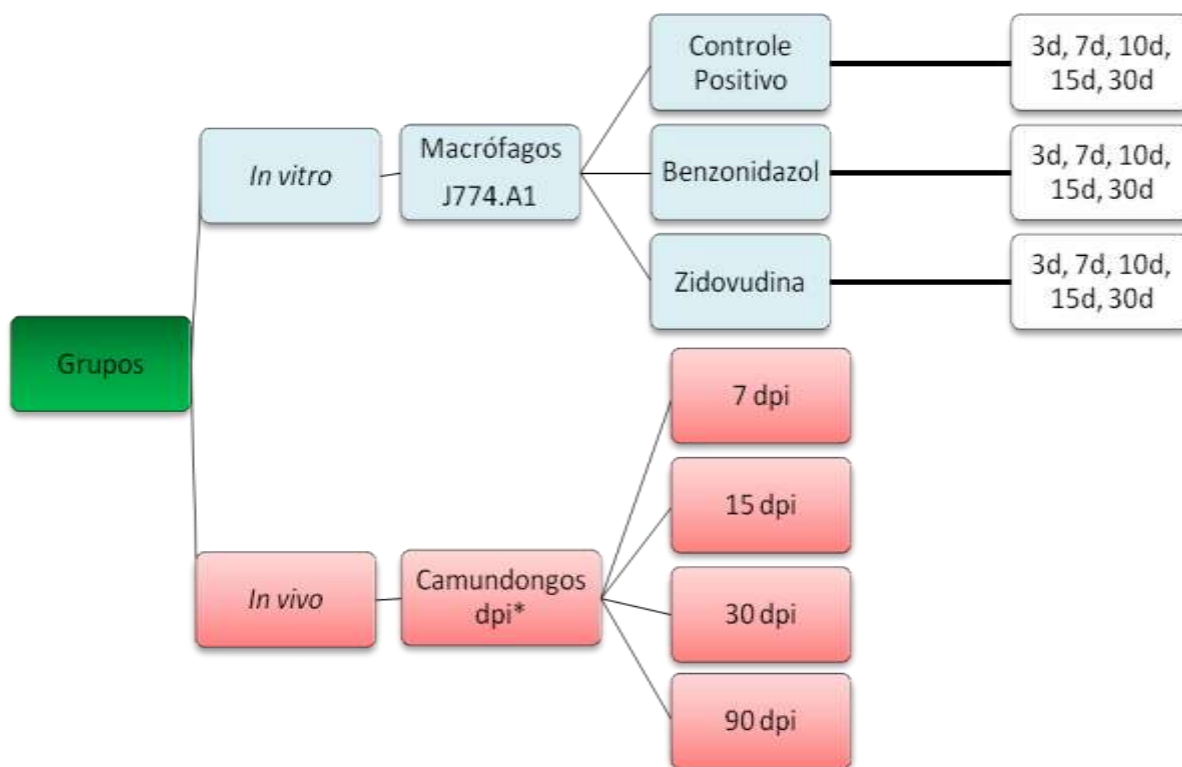 Grupos
In vitro
Macrófagos
J774.A1
Controle
Positivo
3d, 7d, 10d,
15d, 30d
Benzonidazol
3d, 7d, 10d,
15d, 30d
Zidovudina
3d, 7d, 10d,
15d, 30d
In vivo
Camundongos
dpi*
7 dpi
15 dpi
30 dpi
90 dpi